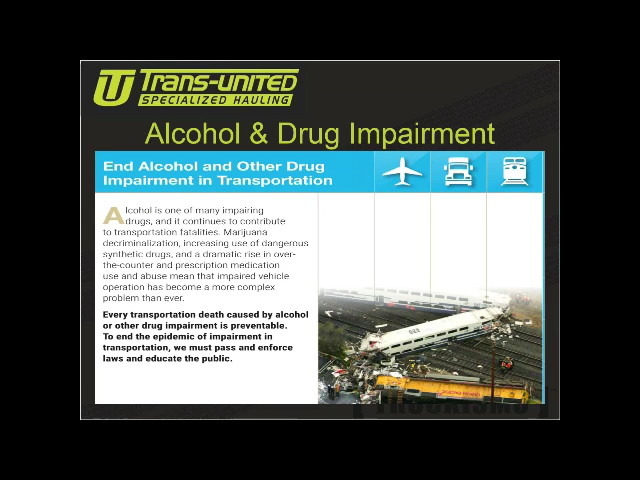 TRANS-UNITED
SPECIALIZED HAULING
Alcohol & Drug Impairment
End Alcohol and Other Drug
Impairment in Transportation
Alcohol is one of many impairing
drugs, and it continues to contribute
to transportation fatalities. Marijuana
decriminalization, increasing use of dangerous
synthetic drugs, and a dramatic rise in over-
the-counter and prescription medication
use and abuse mean that impaired vehicle
operation has become a more complex
problem than ever.
Every transportation death caused by alcohol
or other drug impairment is preventable.
To end the epidemic of impairment in
transportation, we must pass and enforce
laws and educate the public.